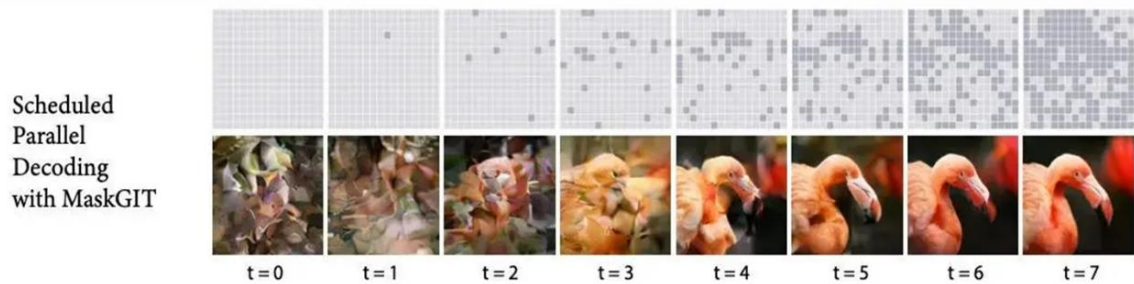 Scheduled
Parallel
Decoding
with MaskGIT
t = 0 t = 1 t = 2 t = 3 t = 4 t = 5 t = 6 t = 7